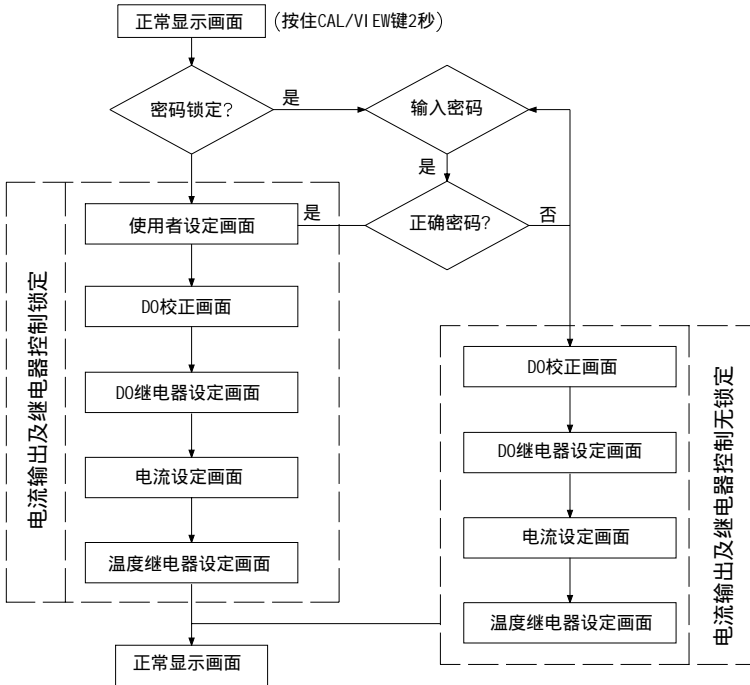 正常显示画面
(按住CAL/VIEW键2秒)
密码锁定?
是
输入密码
是
使用者设定画面
是
正确密码?
否
DO校正画面
DO继电器设定画面
电流设定画面
温度继电器设定画面
电流输出及继电器控制锁定
DO校正画面
DO继电器设定画面
电流设定画面
温度继电器设定画面
电流输出及继电器控制无锁定
正常显示画面